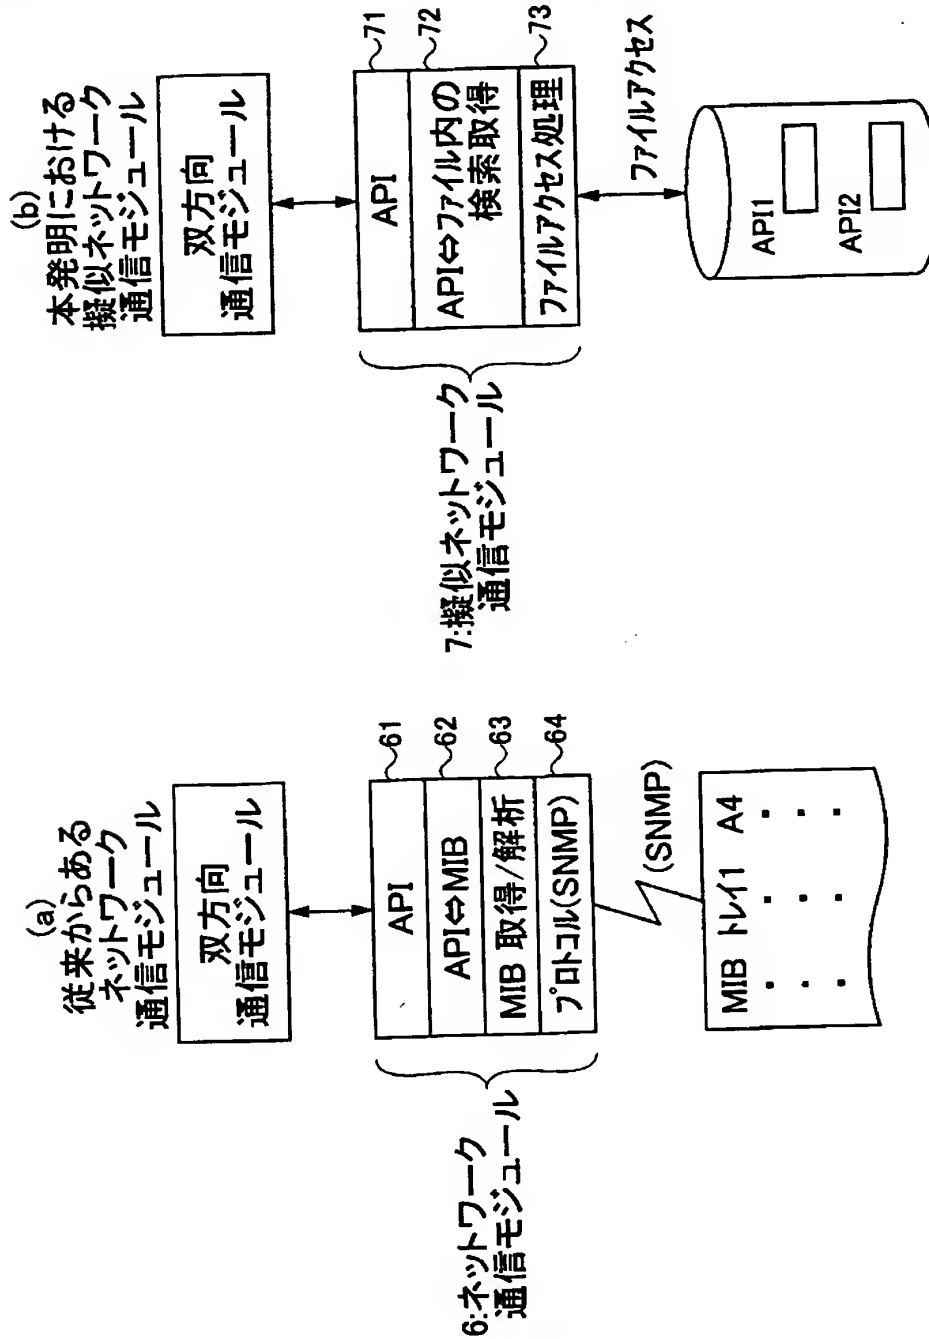 (a)
従来からある
ネットワーク
通信モジュール
双方向
通信モジュール
6:ネットワーク
通信モジュール
API
61
API⇔MIB
62
MIB 取得/解析
63
プロトコル(SNMP)
64
(SNMP)
MIB トレイ1 A4
(b)
本発明における
擬似ネットワーク
通信モジュール
双方向
通信モジュール
7:擬似ネットワーク
通信モジュール
API
71
API⇔ファイル内の
検索取得
72
ファイルアクセス処理
73
ファイルアクセス
API1
API2